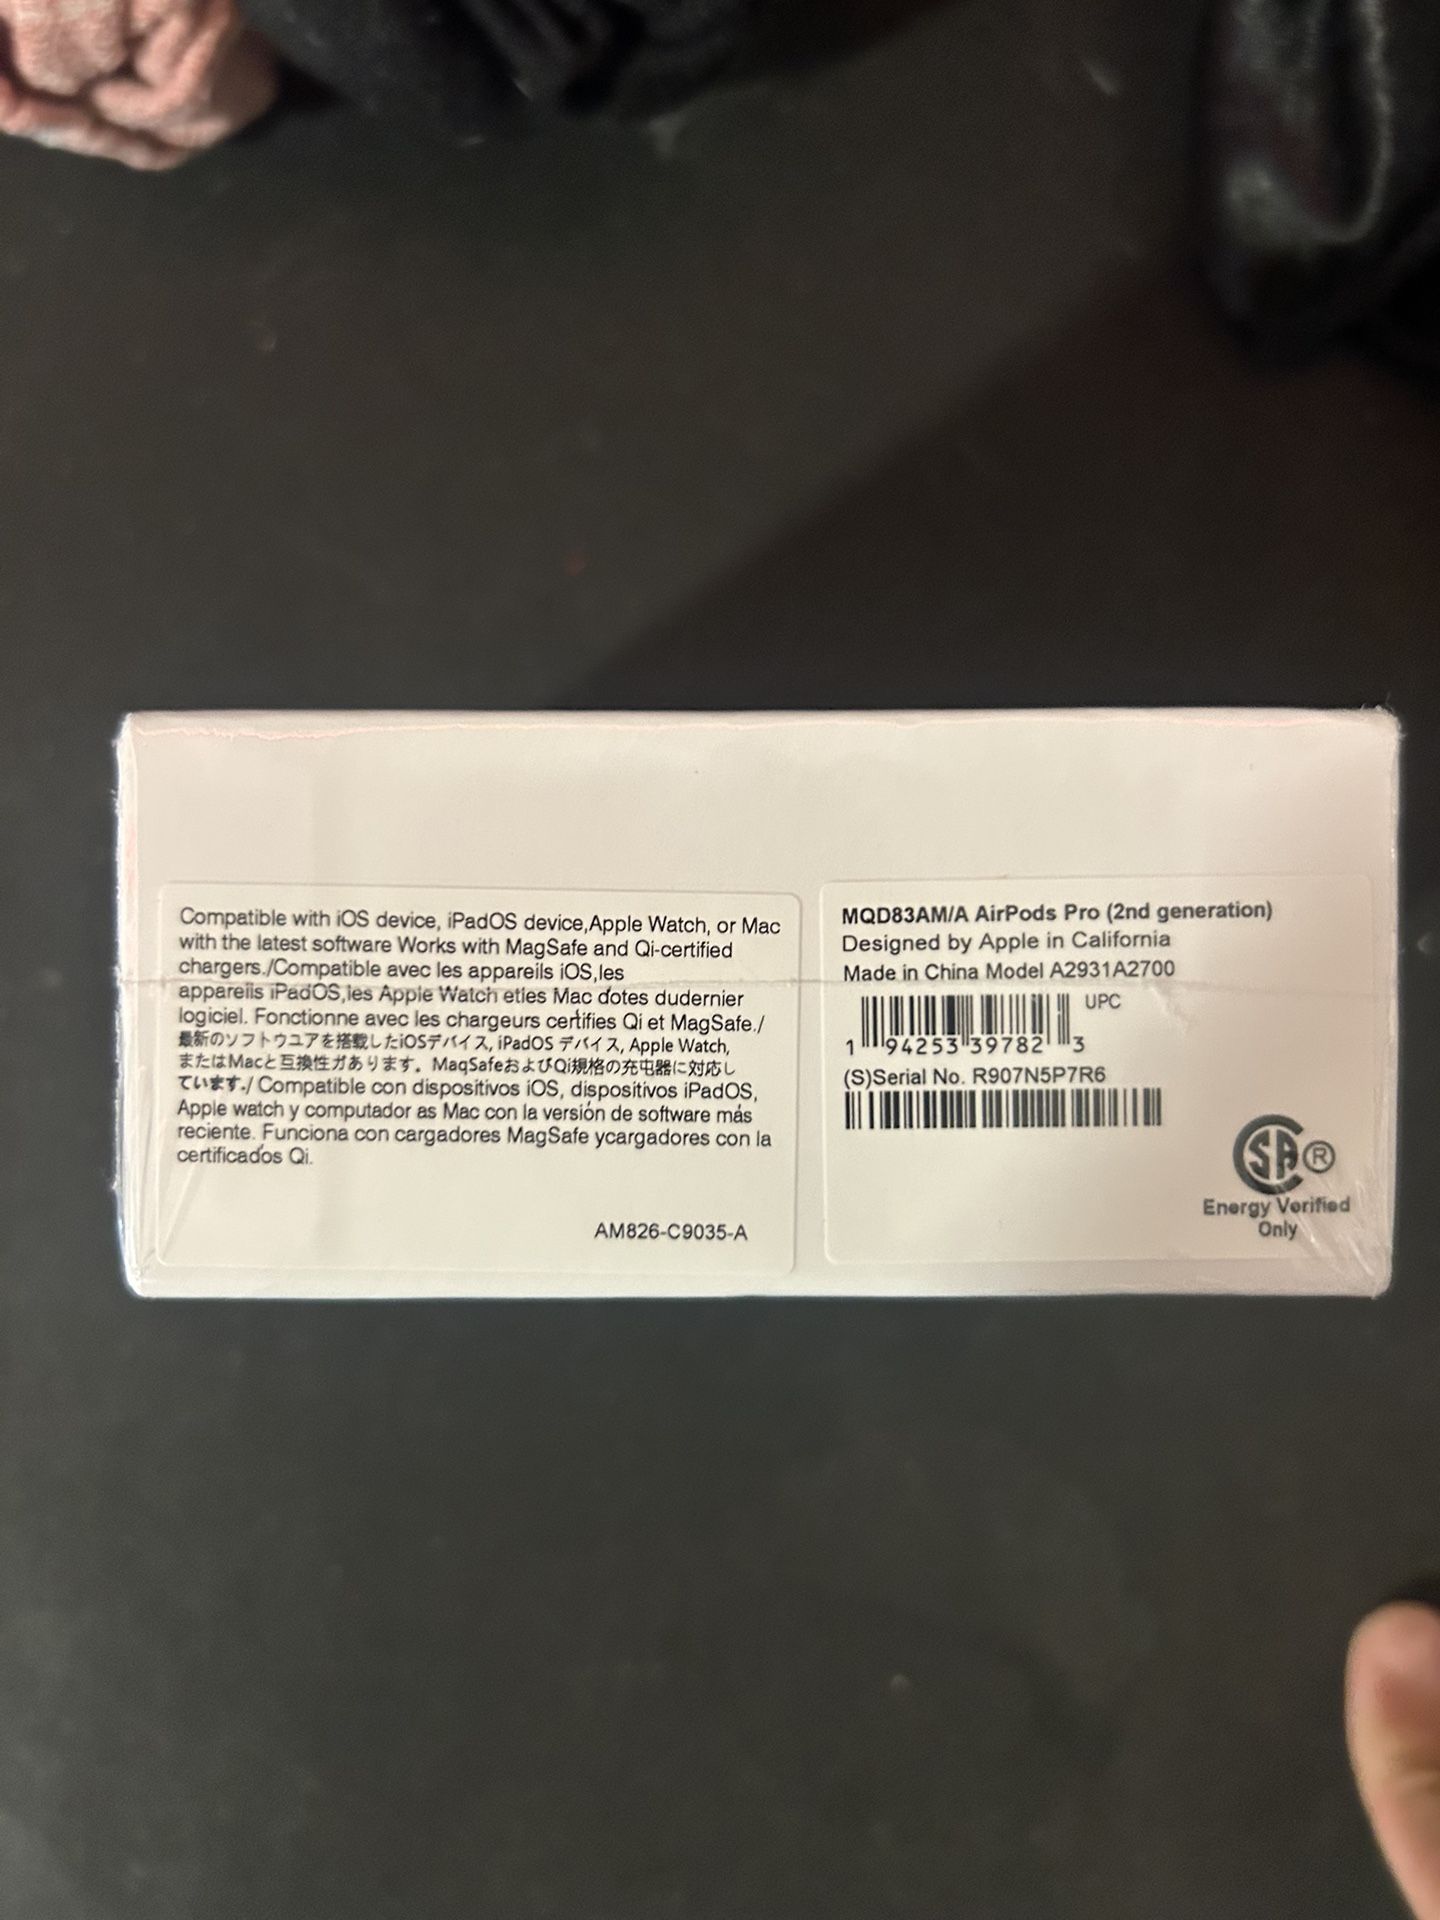 Compatible with iOS device, iPadOS device,Apple Watch, or Mac
with the latest software Works with MagSafe and Qi-certified
chargers./Compatible avec les appareils iOS,les
appareils iPadOS,les Apple Watch etles Mac dotes dudernier
logiciel. Fonctionne avec les chargeurs certifies Qi et MagSafe./
最新のソフトウユアを搭載したiOSデバイス, iPadOS デバイス, Apple Watch,
またはMacと互換性ガあります。MaqSafeおよびQi規格の充电器に対応し
ています./ Compatible con dispositivos iOS, dispositivos iPadOS,
Apple watch y computador as Mac con la versión de software más
reciente. Funciona con cargadores MagSafe ycargadores con la
certificados Qi.
AM826-C9035-A
MQD83AM/A AirPods Pro (2nd generation)
Designed by Apple in California
Made in China Model A2931A2700
UPC
1 94253 39782 3
(S)Serial No. R907N5P7R6
SA ®
Energy Verified
Only